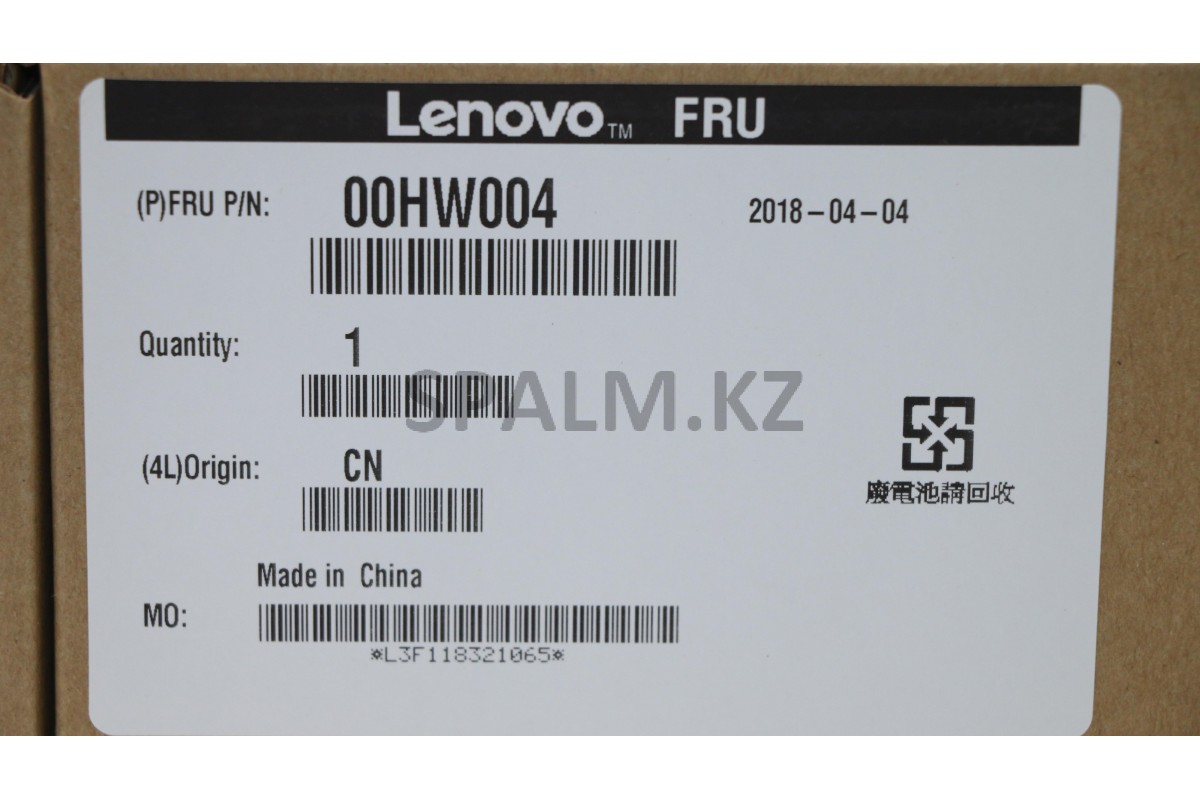 Lenovo™ FRU
(P)FRU P/N: 00HW004 2018-04-04
Quantity: 1
SPALM.KZ
(4L)Origin: CN
廢電池請回收
Made in China
MO:
*L3F118321065*